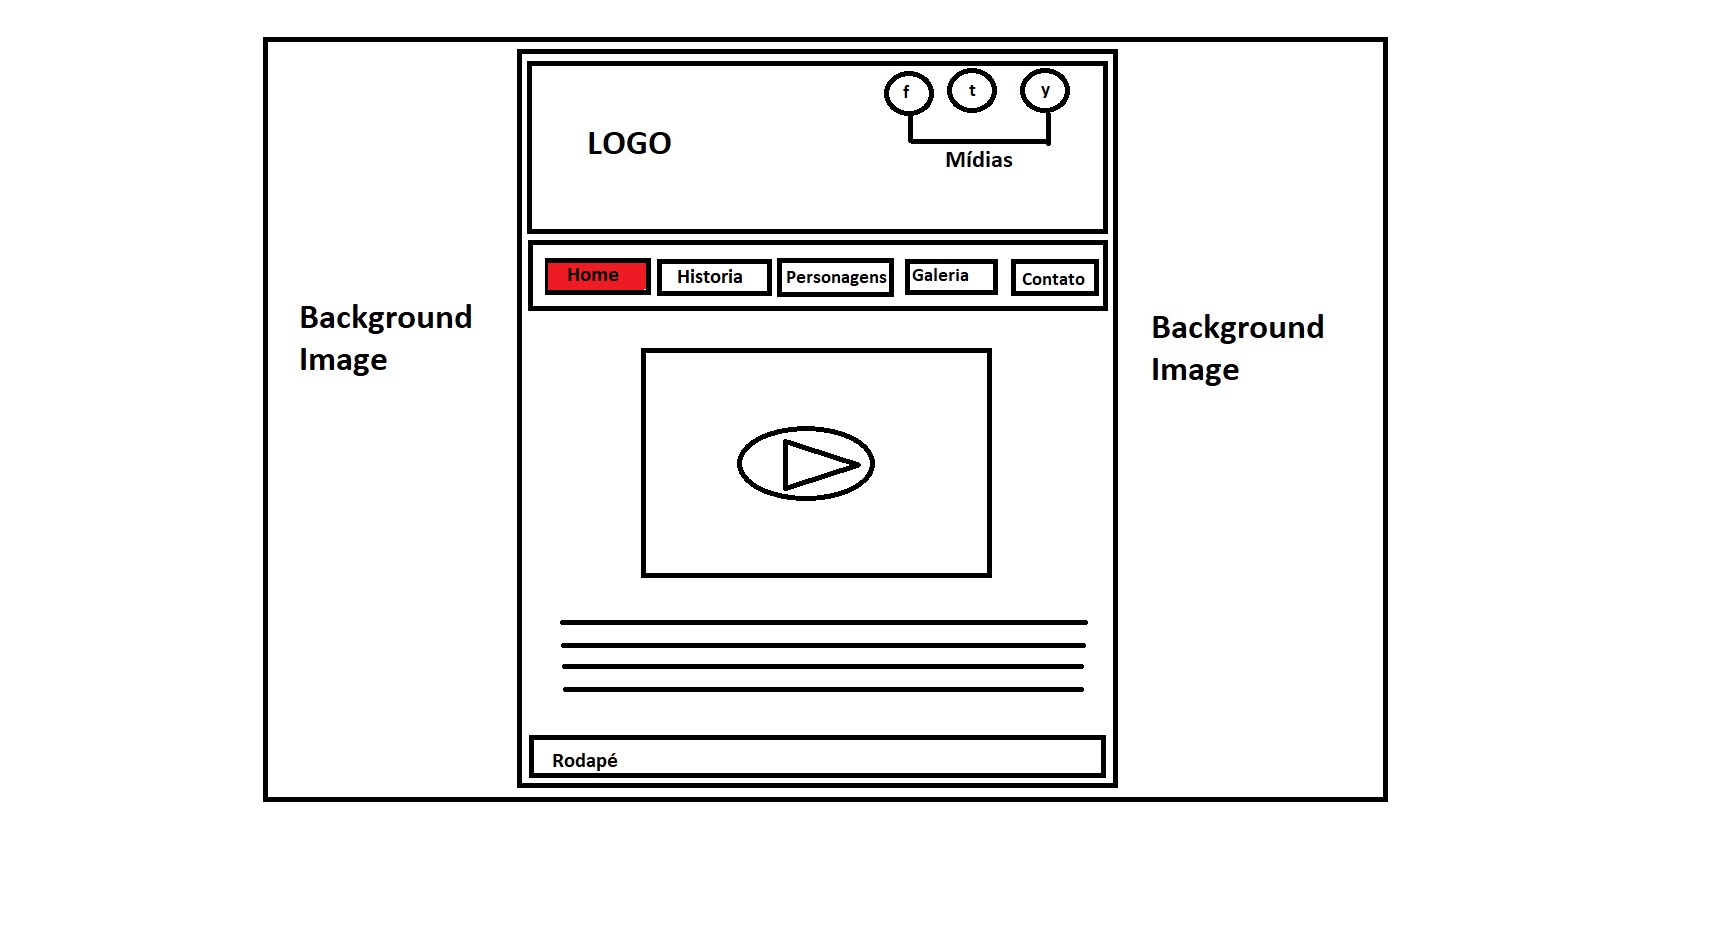 f
t
y
LOGO
Mídias
Home
Historia
Personagens
Galeria
Contato
Background
Image
Background
Image
Rodapé